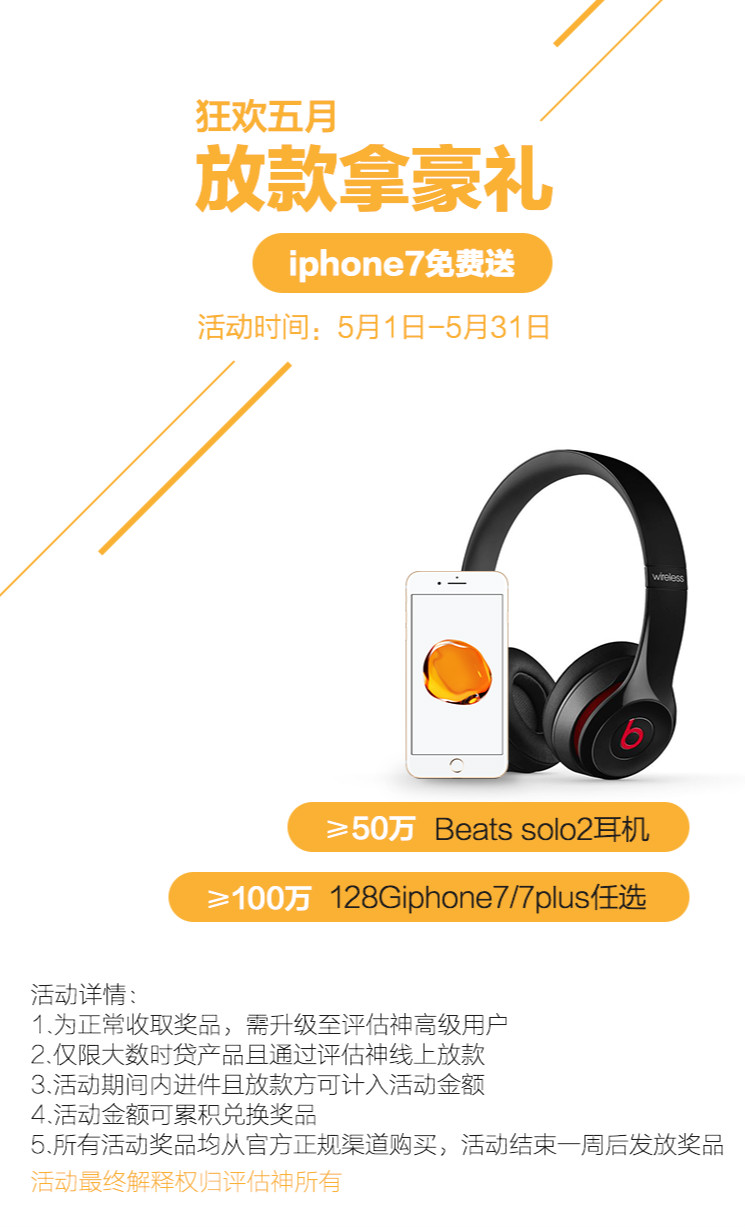 狂欢五月
放款拿豪礼
iphone7免费送
活动时间：5月1日-5月31日
wireless
b
≥50万 Beats solo2耳机
≥100万 128Giphone7/7plus任选
活动详情：
1.为正常收取奖品，需升级至评估神高级用户
2.仅限大数时贷产品且通过评估神线上放款
3.活动期间内进件且放款方可计入活动金额
4.活动金额可累积兑换奖品
5.所有活动奖品均从官方正规渠道购买，活动结束一周后发放奖品
活动最终解释权归评估神所有